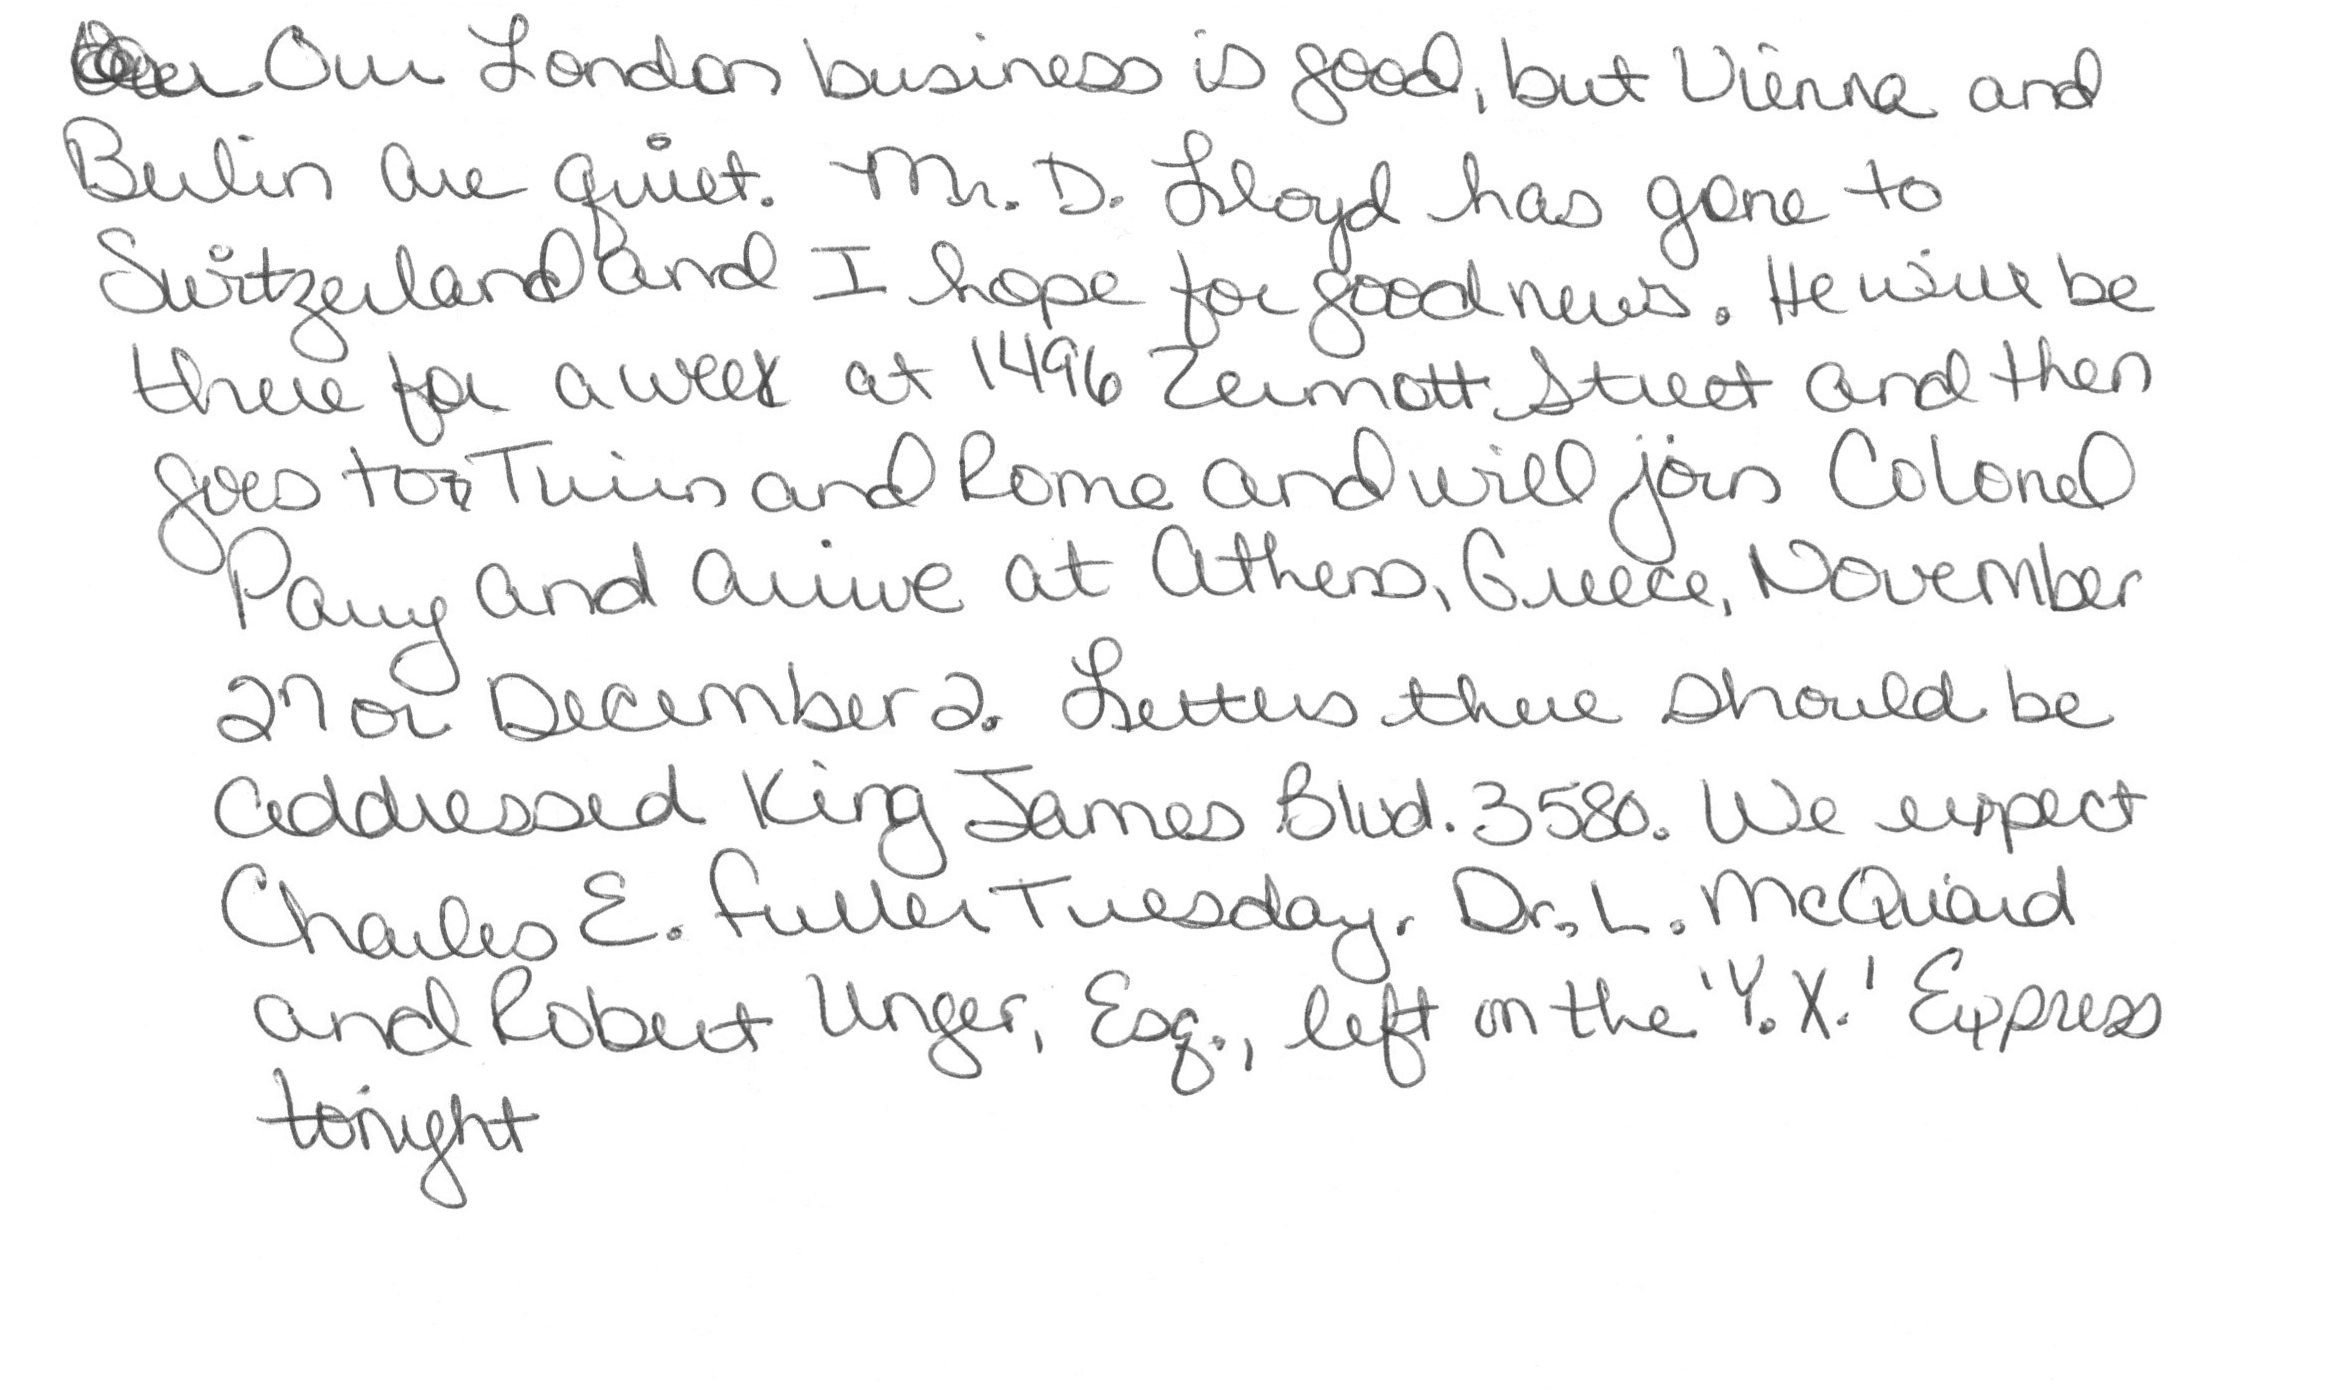 Our London business is good, but Vienna and
Berlin are quiet. Mr. D. Lloyd has gone to
Switzerland and I hope for good news. He will be
there for a week at 1496 Zermott Street and then
goes to Turin and Rome and will join Colonel
Parry and arrive at Athens, Greece, November
27 or December 2. Letters there should be
addressed King James Blvd. 3580. We expect
Charles E. Fuller Tuesday. Dr. L. McQuaid
and Robert Unger, Esq., left on the 'Y.X.' Express
tonight